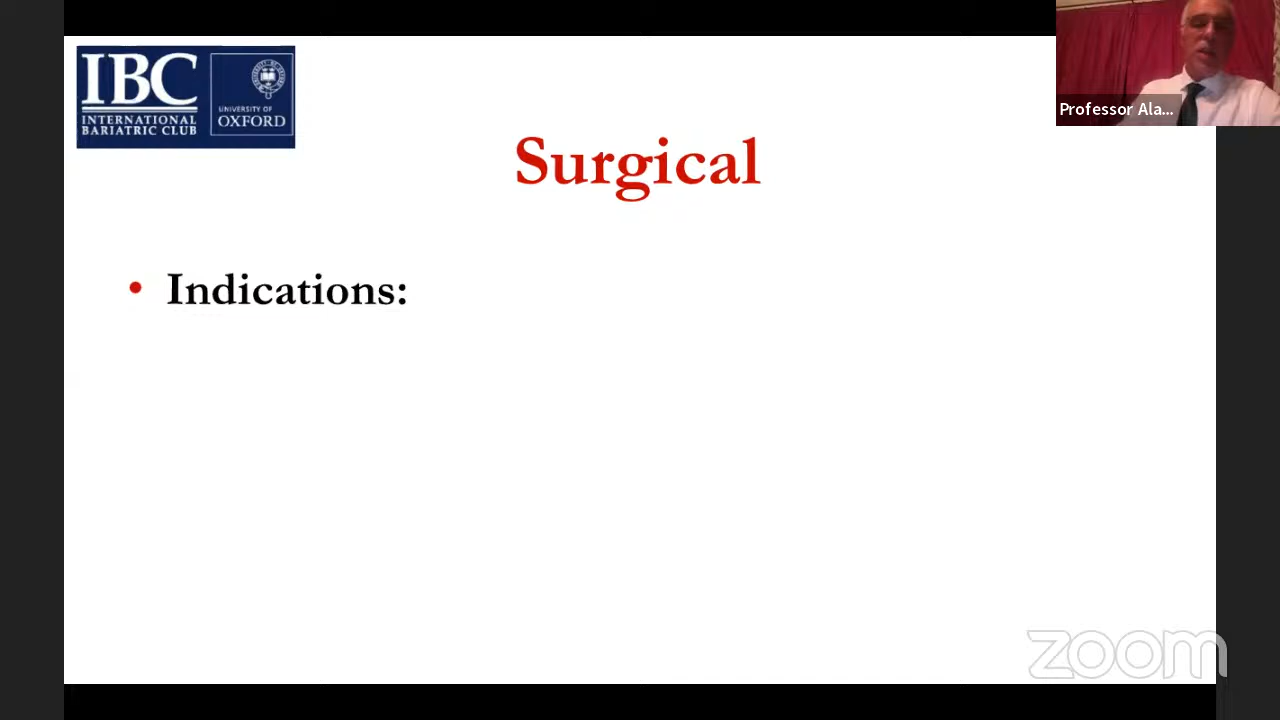 IBC
INTERNATIONAL
BARIATRIC CLUB
UNIVERSITY OF
OXFORD
Professor Ala...
Surgical
• Indications:
zoom